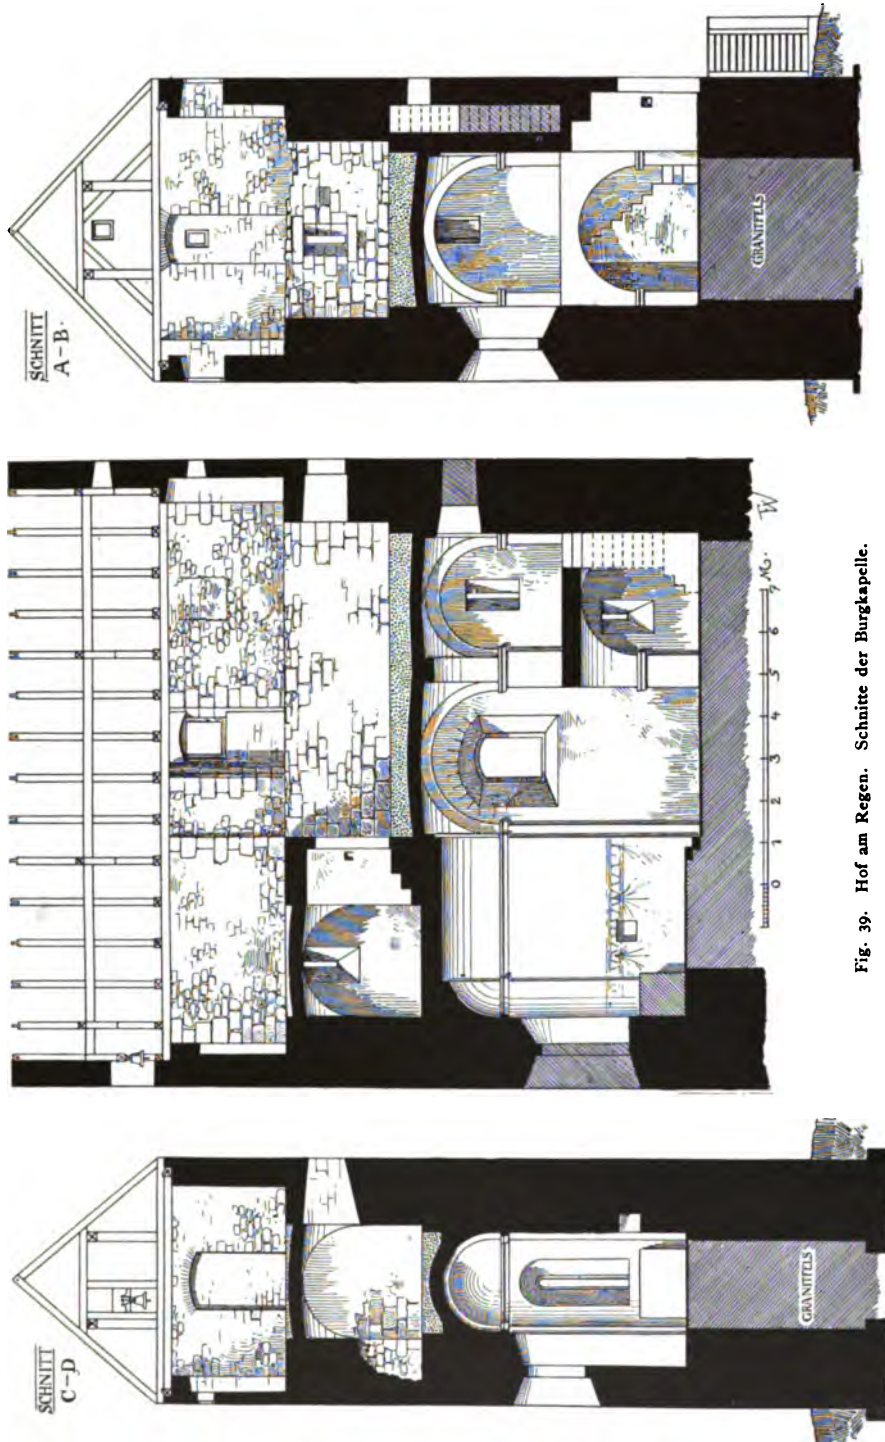 SCHNITT
A–B.
GRANITFELS
0 1 2 3 4 5 6 7 M.
SCHNITT
C–D
GRANITFELS
Fig. 39. Hof am Regen. Schnitte der Burgkapelle.